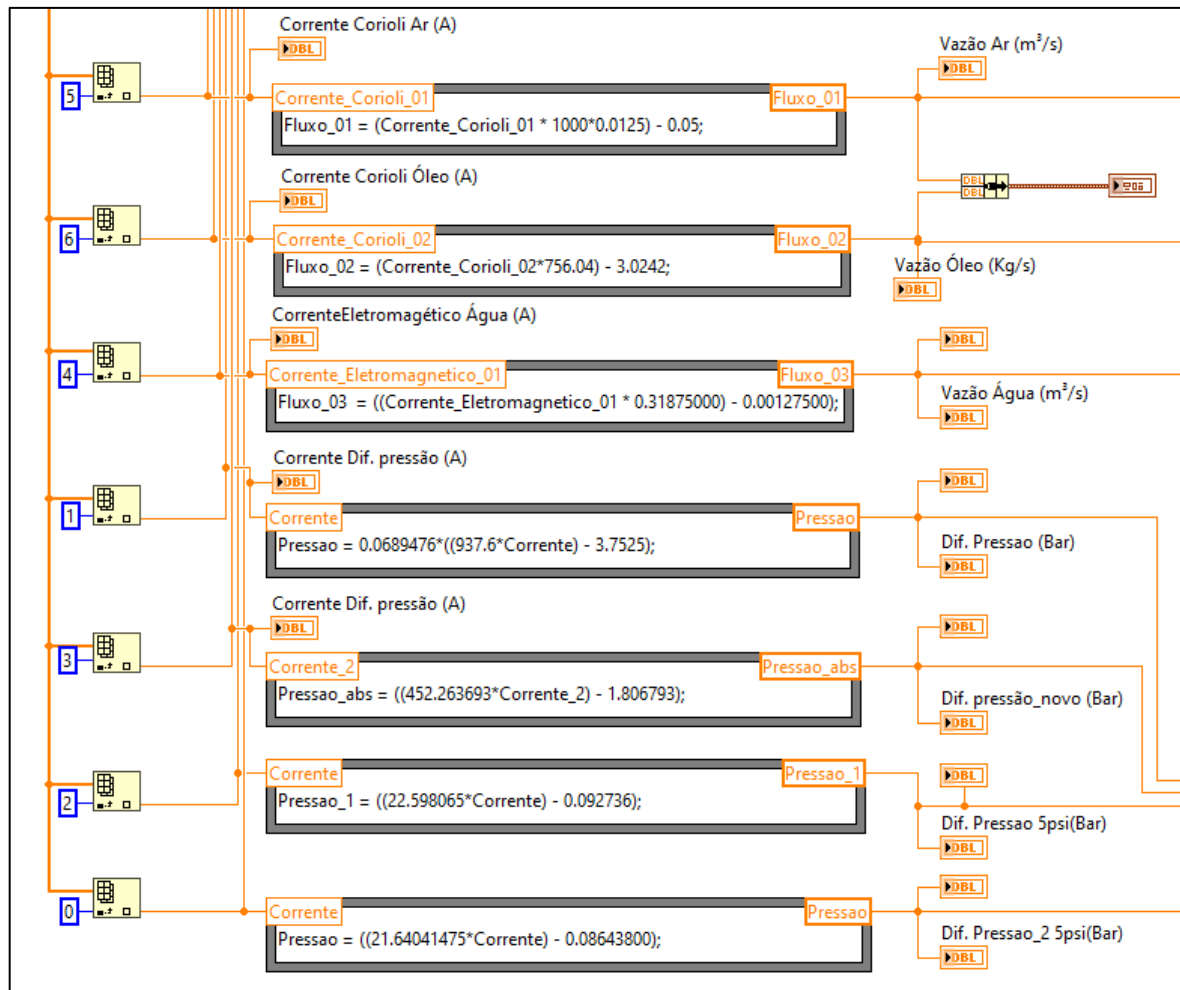 Corrente Corioli Ar (A)
DBL
Vazão Ar (m³/s)
DBL
5
Corrente_Corioli_01
Fluxo_01
Fluxo_01 = (Corrente_Corioli_01 * 1000*0.0125) - 0.05;
Corrente Corioli Óleo (A)
DBL
DBL
DBL
6
Corrente_Corioli_02
Fluxo_02
Fluxo_02 = (Corrente_Corioli_02*756.04) - 3.0242;
Vazão Óleo (Kg/s)
DBL
CorrenteEletromagético Água (A)
DBL
DBL
4
Corrente_Eletromagnetico_01
Fluxo_03
Fluxo_03 = ((Corrente_Eletromagnetico_01 * 0.31875000) - 0.00127500);
Vazão Água (m³/s)
DBL
Corrente Dif. pressão (A)
DBL
DBL
1
Corrente
Pressao
Pressao = 0.0689476*((937.6*Corrente) - 3.7525);
Dif. Pressao (Bar)
DBL
Corrente Dif. pressão (A)
DBL
DBL
3
Corrente_2
Pressao_abs
Pressao_abs = ((452.263693*Corrente_2) - 1.806793);
Dif. pressão_novo (Bar)
DBL
2
Corrente
Pressao_1
DBL
Pressao_1 = ((22.598065*Corrente) - 0.092736);
Dif. Pressao 5psi(Bar)
DBL
0
Corrente
Pressao
DBL
Pressao = ((21.64041475*Corrente) - 0.08643800);
Dif. Pressao_2 5psi(Bar)
DBL